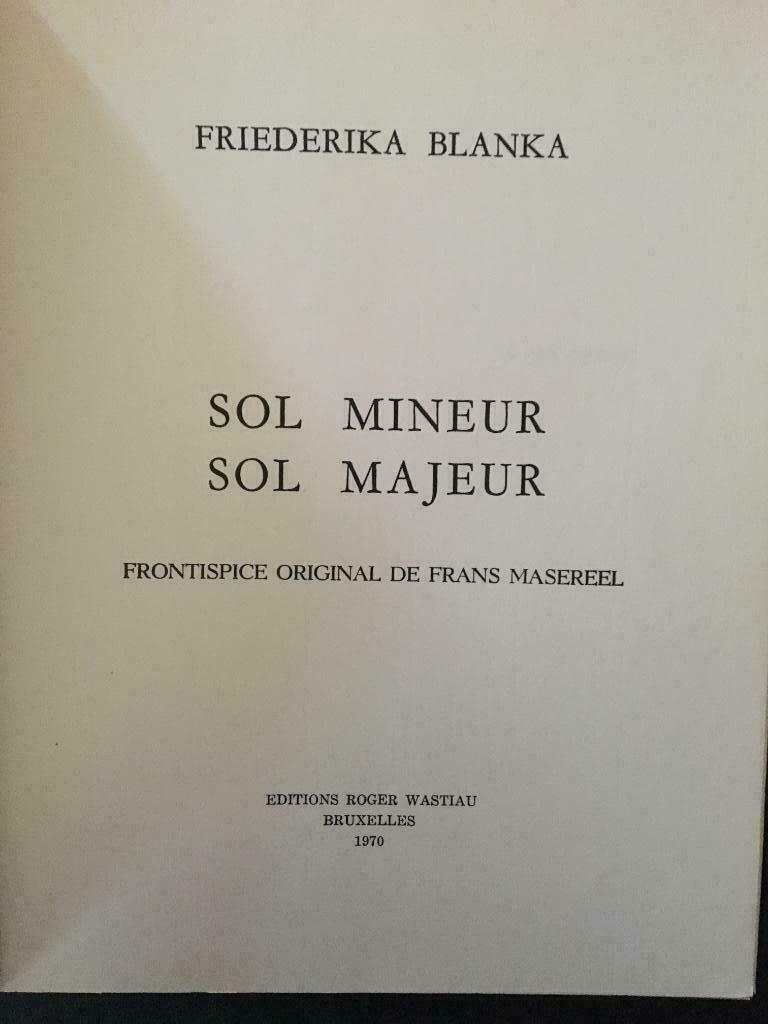 FRIEDERIKA BLANKA
SOL MINEUR
SOL MAJEUR
FRONTISPICE ORIGINAL DE FRANS MASEREEL
EDITIONS ROGER WASTIAU
BRUXELLES
1970